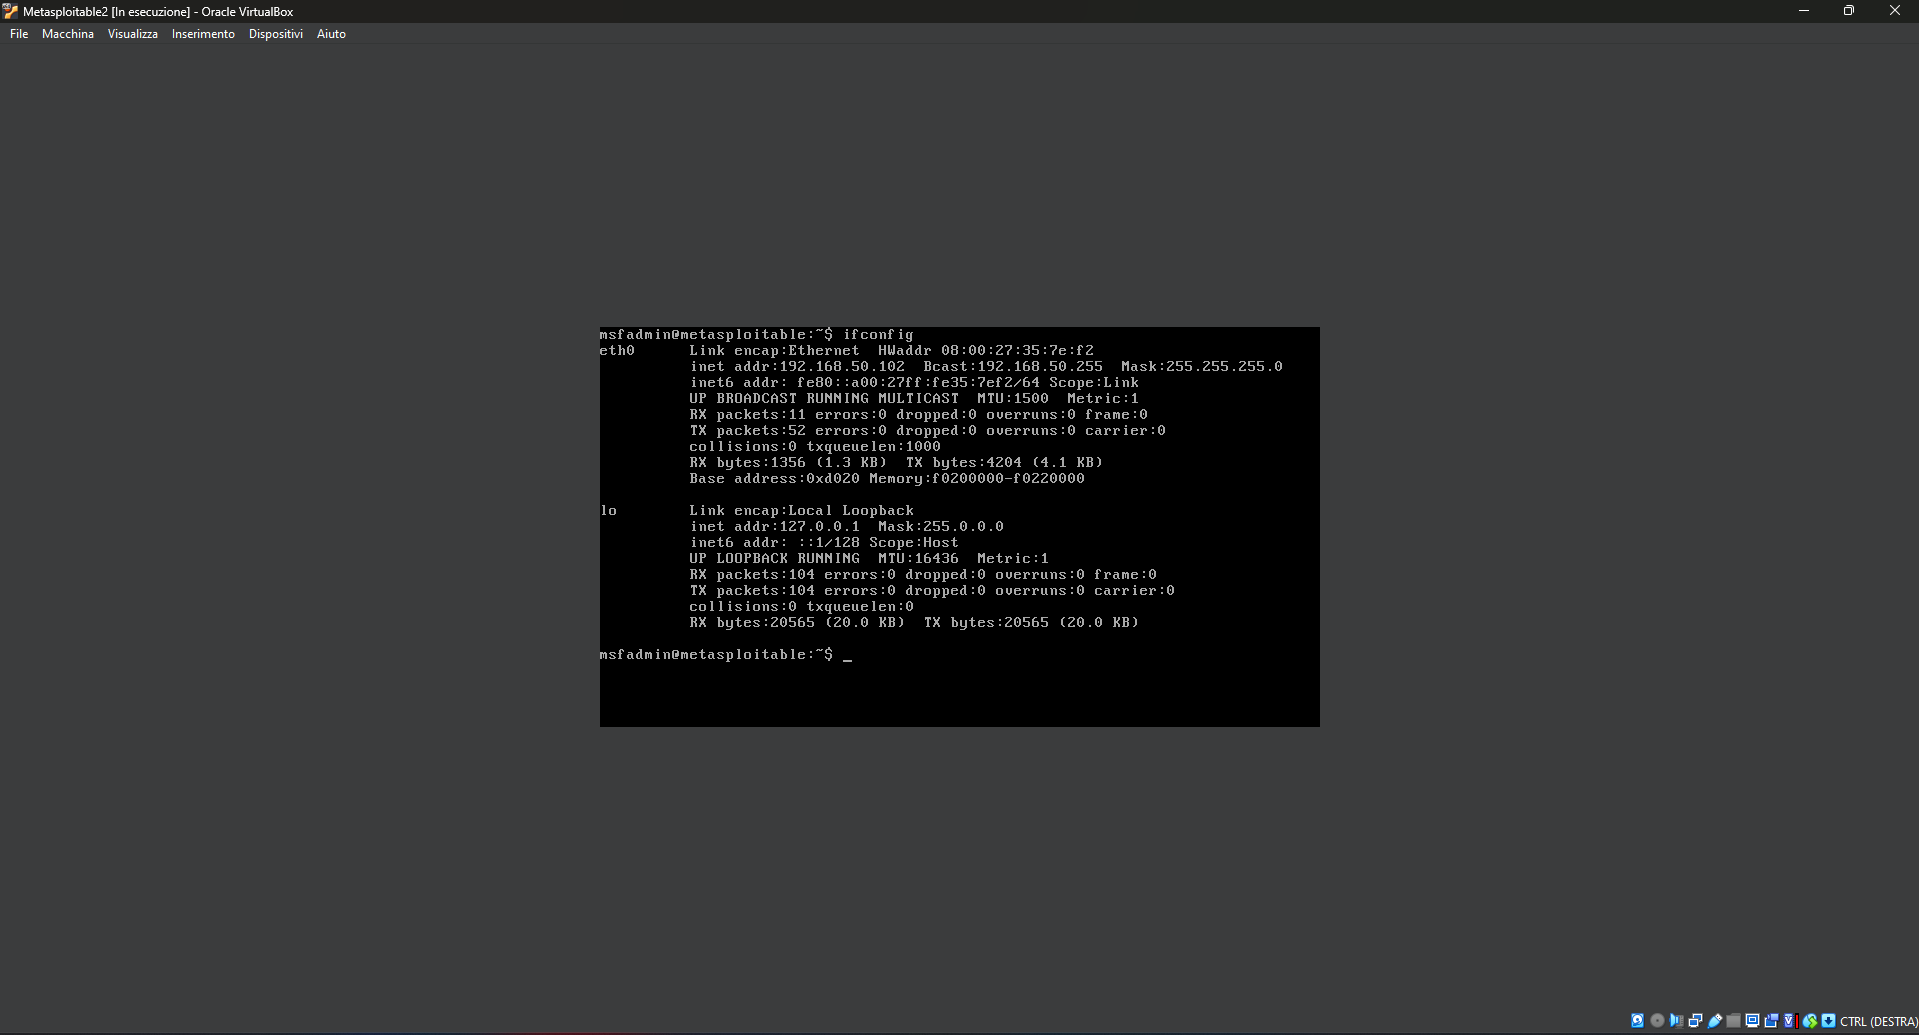 Metasploitable2 [In esecuzione] - Oracle VirtualBox
File Macchina Visualizza Inserimento Dispositivi Aiuto
msfadmin@metasploitable:~$ ifconfig
eth0      Link encap:Ethernet  HWaddr 08:00:27:35:7e:f2
          inet addr:192.168.50.102  Bcast:192.168.50.255  Mask:255.255.255.0
          inet6 addr: fe80::a00:27ff:fe35:7ef2/64 Scope:Link
          UP BROADCAST RUNNING MULTICAST  MTU:1500  Metric:1
          RX packets:11 errors:0 dropped:0 overruns:0 frame:0
          TX packets:52 errors:0 dropped:0 overruns:0 carrier:0
          collisions:0 txqueuelen:1000
          RX bytes:1356 (1.3 KB)  TX bytes:4204 (4.1 KB)
          Base address:0xd020 Memory:f0200000-f0220000
lo        Link encap:Local Loopback
          inet addr:127.0.0.1  Mask:255.0.0.0
          inet6 addr: ::1/128 Scope:Host
          UP LOOPBACK RUNNING  MTU:16436  Metric:1
          RX packets:104 errors:0 dropped:0 overruns:0 frame:0
          TX packets:104 errors:0 dropped:0 overruns:0 carrier:0
          collisions:0 txqueuelen:0
          RX bytes:20565 (20.0 KB)  TX bytes:20565 (20.0 KB)
msfadmin@metasploitable:~$ _
CTRL (DESTRA)